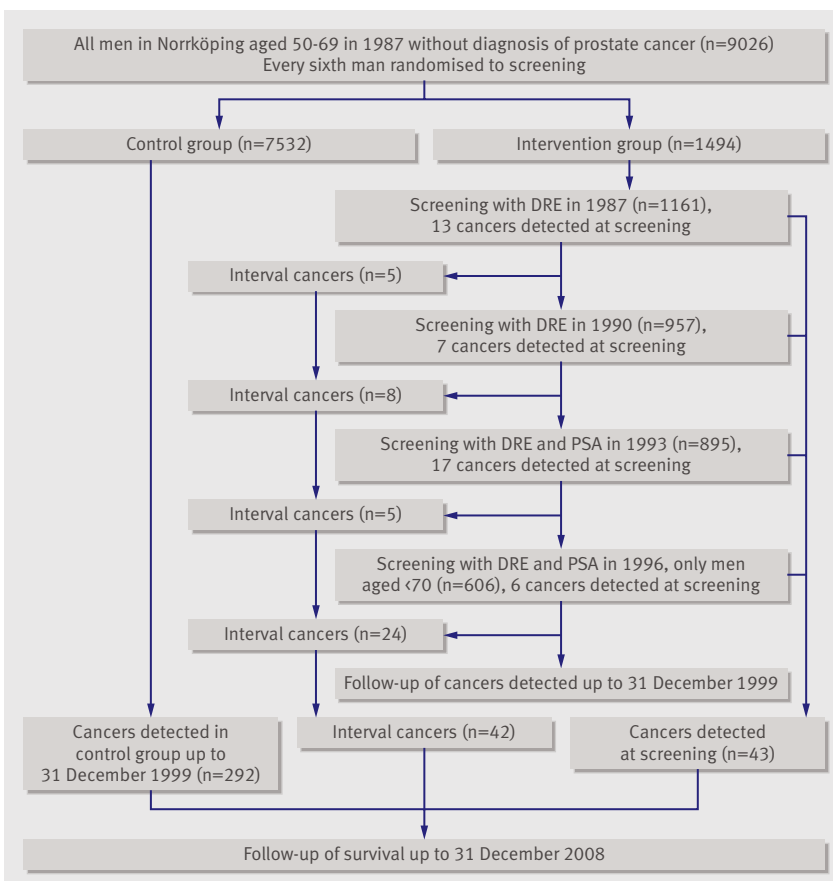 All men in Norrköping aged 50-69 in 1987 without diagnosis of prostate cancer (n=9026)
Every sixth man randomised to screening
Control group (n=7532)
Intervention group (n=1494)
Screening with DRE in 1987 (n=1161),
13 cancers detected at screening
Interval cancers (n=5)
Screening with DRE in 1990 (n=957),
7 cancers detected at screening
Interval cancers (n=8)
Screening with DRE and PSA in 1993 (n=895),
17 cancers detected at screening
Interval cancers (n=5)
Screening with DRE and PSA in 1996, only men
aged <70 (n=606), 6 cancers detected at screening
Interval cancers (n=24)
Follow-up of cancers detected up to 31 December 1999
Cancers detected in
control group up to
31 December 1999 (n=292)
Interval cancers (n=42)
Cancers detected
at screening (n=43)
Follow-up of survival up to 31 December 2008